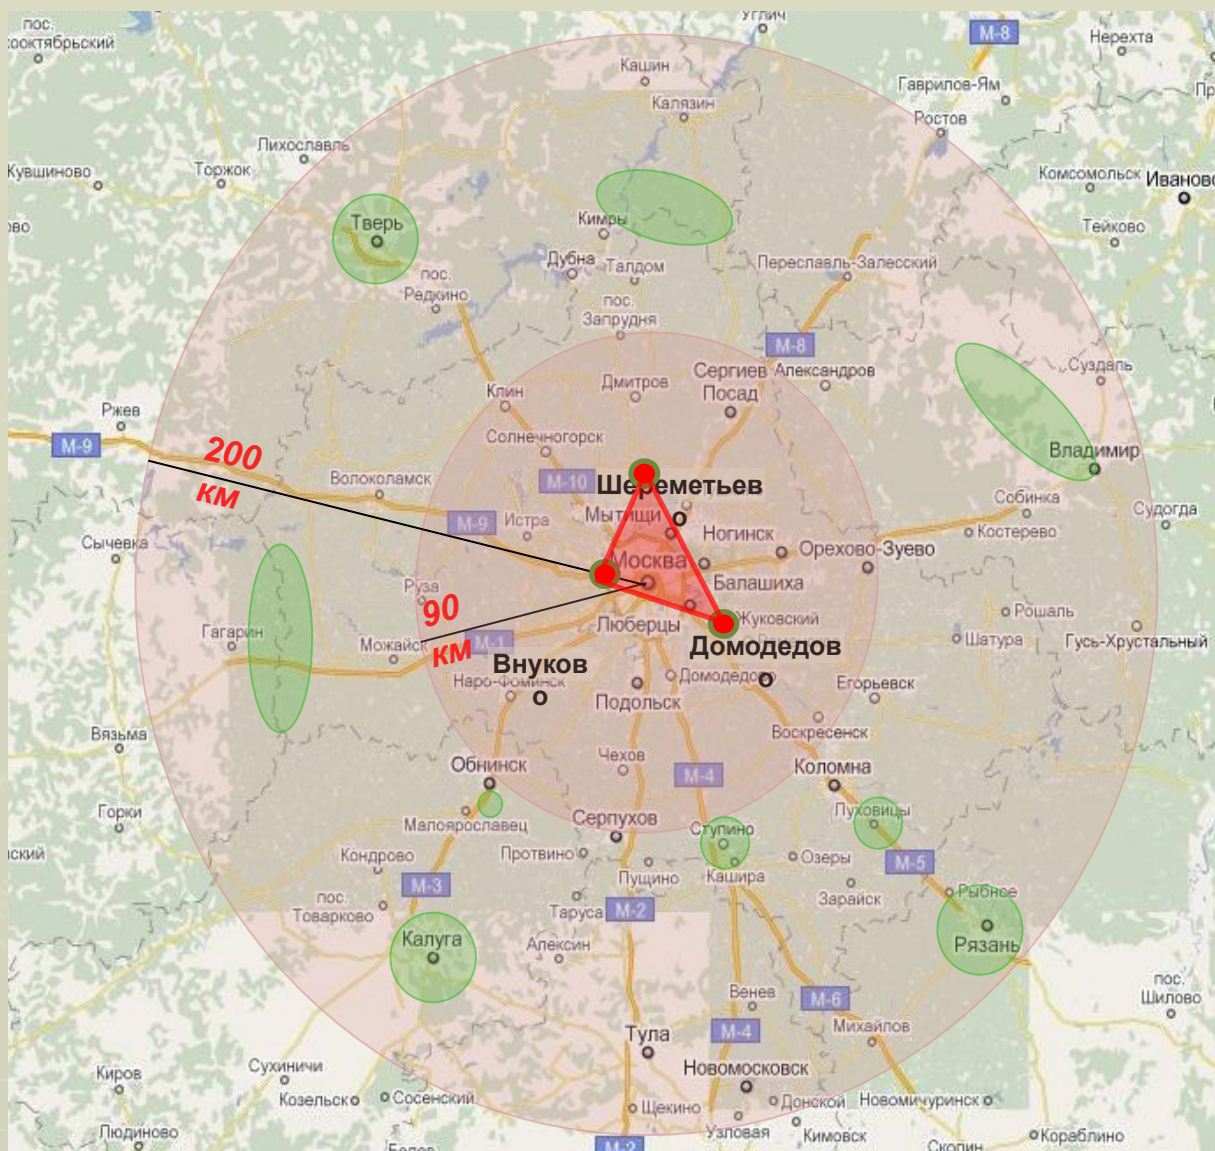 пос.
кооктябрьский
Углич
М-8
Нерехта
Кашин
Гаврилов-Ям
Калязин
Ростов
Лихославль
Кувшиново
Торжок
Комсомольск
Иваново
Тверь
Кимры
Тейково
Дубна
Талдом
Переславль-Залесский
пос.
Редкино
пос.
Запрудня
М-8
Сергиев
Посад
Александров
Суздаль
Дмитров
Клин
Ржев
М-9
200
км
Солнечногорск
Владимир
Волоколамск
М-10
Шереметьев
о
Собинка
М-9
Истра
Мытищи
Ногинск
Костерево
Судогда
Сычевка
Москва
Орехово-Зуево
Руза
Балашиха
90
км
Рошаль
Гагарин
Можайск
М-1
Люберцы
Жуковский
Шатура
Гусь-Хрустальный
Внуков
о
Домодедов
о
Наро-Фоминск
Домодедово
Егорьевск
Подольск
Вязьма
Воскресенск
Чехов
Обнинск
М-4
Коломна
Горки
Малоярославец
Серпухов
Ступино
Луховицы
Кондрово
Протвино
Озеры
М-5
пос.
Товарково
М-3
Пущино
Кашира
Зарайск
Рыбное
Таруса
М-2
Калуга
Алексин
Рязань
пос.
Шилово
Венев
М-6
Тула
М-4
Михайлов
Киров
Сухиничи
Новомосковск
Козельск
Сосенский
Щекино
Донской
Новомичуринск
Людиново
М-2
Узловая
Кимовск
Скопин
Кораблино